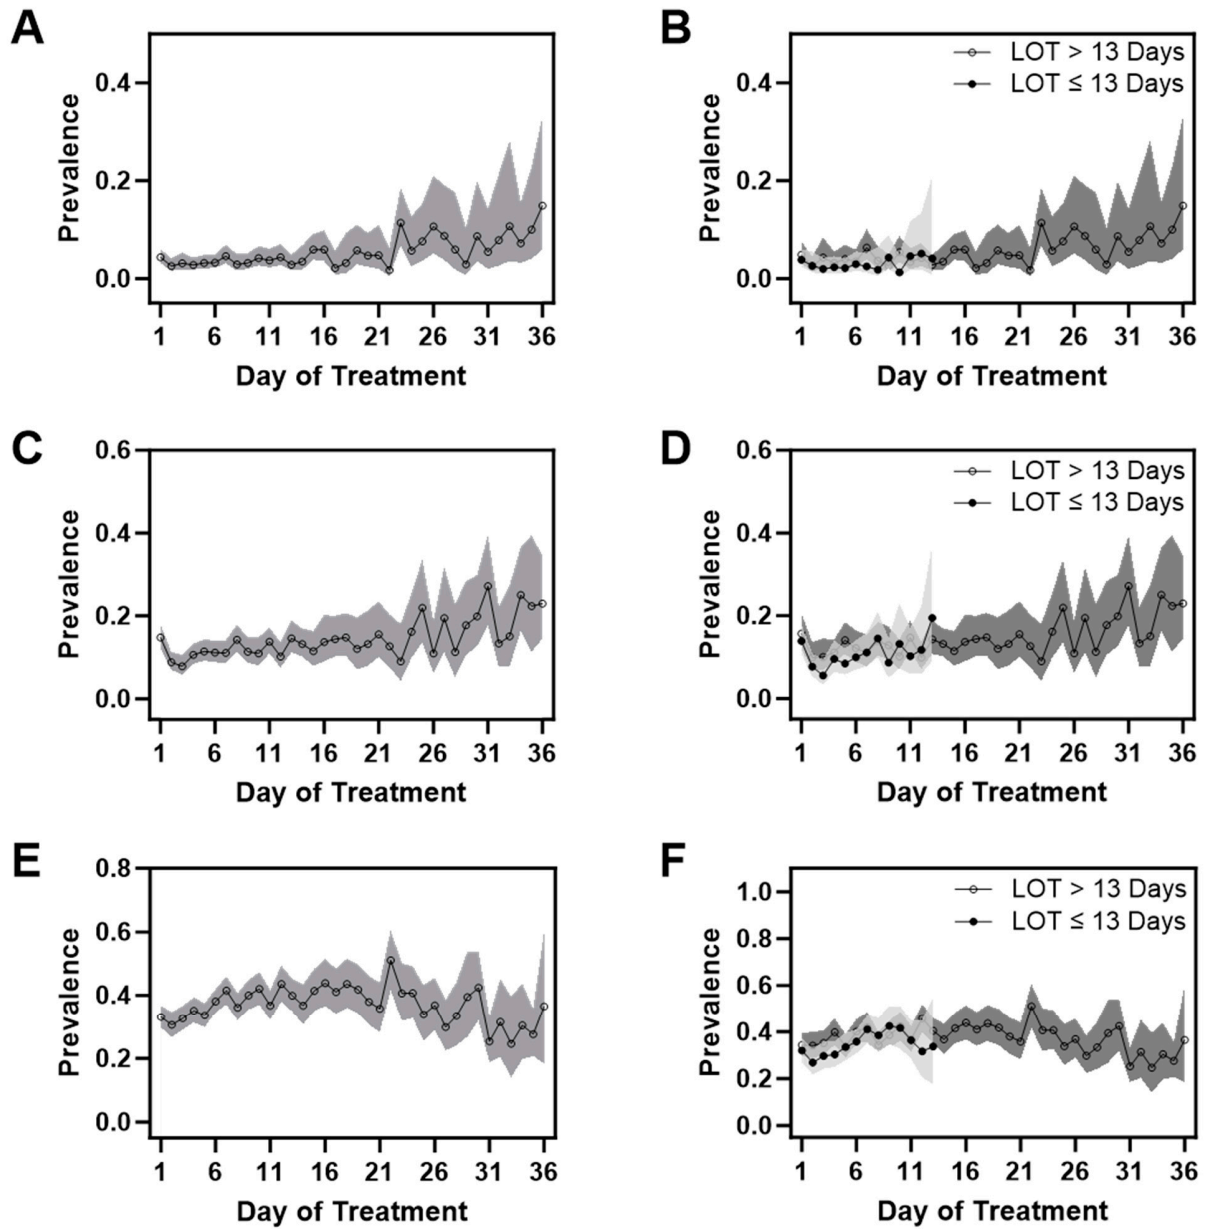 A
0.4
0.2
0.0
Prevalence
1 6 11 16 21 26 31 36
Day of Treatment
B
LOT > 13 Days
LOT ≤ 13 Days
0.4
0.2
0.0
Prevalence
1 6 11 16 21 26 31 36
Day of Treatment
C
0.6
0.4
0.2
0.0
Prevalence
1 6 11 16 21 26 31 36
Day of Treatment
D
LOT > 13 Days
LOT ≤ 13 Days
0.6
0.4
0.2
0.0
Prevalence
1 6 11 16 21 26 31 36
Day of Treatment
E
0.8
0.6
0.4
0.2
0.0
Prevalence
1 6 11 16 21 26 31 36
Day of Treatment
F
LOT > 13 Days
LOT ≤ 13 Days
1.0
0.8
0.6
0.4
0.2
0.0
Prevalence
1 6 11 16 21 26 31 36
Day of Treatment